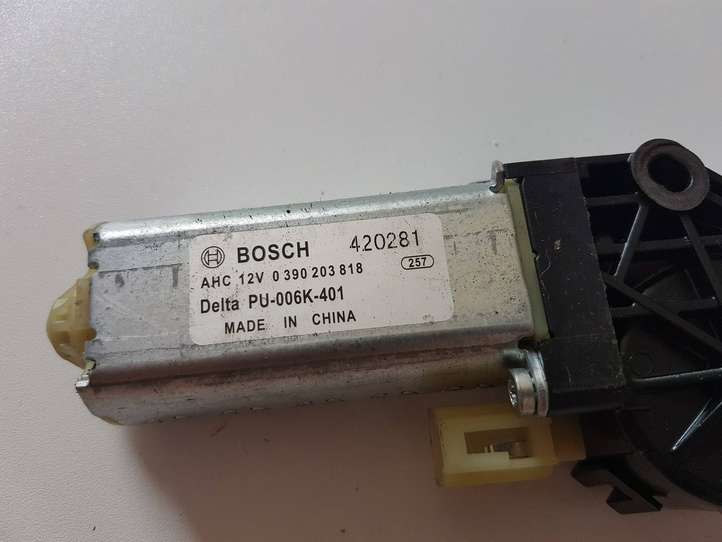 BOSCH 420281
AHC 12V 0 390 203 818 257
Delta PU-006K-401
MADE IN CHINA